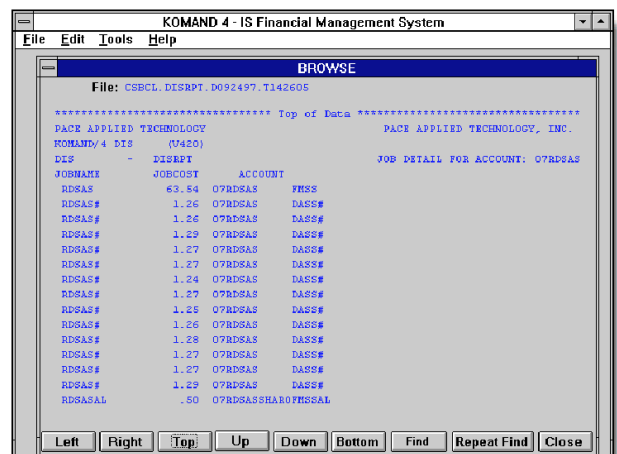 KOMAND 4 - IS Financial Management System
File Edit Tools Help
BROWSE
File: CSBCL.DISRPT.D092497.T142605
********************************* Top of Data *********************************
PACE APPLIED TECHNOLOGY PACE APPLIED TECHNOLOGY, INC.
KOMAND/4 DIS (V420)
DIS - DISRPT JOB DETAIL FOR ACCOUNT: 07RDSAS
JOBNAME JOBCOST ACCOUNT
RDSAS 63.54 07RDSAS FMSS
RDSAS# 1.26 07RDSAS DASS#
RDSAS# 1.26 07RDSAS DASS#
RDSAS# 1.29 07RDSAS DASS#
RDSAS# 1.27 07RDSAS DASS#
RDSAS# 1.27 07RDSAS DASS#
RDSAS# 1.24 07RDSAS DASS#
RDSAS# 1.27 07RDSAS DASS#
RDSAS# 1.25 07RDSAS DASS#
RDSAS# 1.26 07RDSAS DASS#
RDSAS# 1.28 07RDSAS DASS#
RDSAS# 1.27 07RDSAS DASS#
RDSAS# 1.27 07RDSAS DASS#
RDSAS# 1.29 07RDSAS DASS#
RDSASAL .50 07RDSASSHAR0FMSSAL
Left Right Top Up Down Bottom Find Repeat Find Close